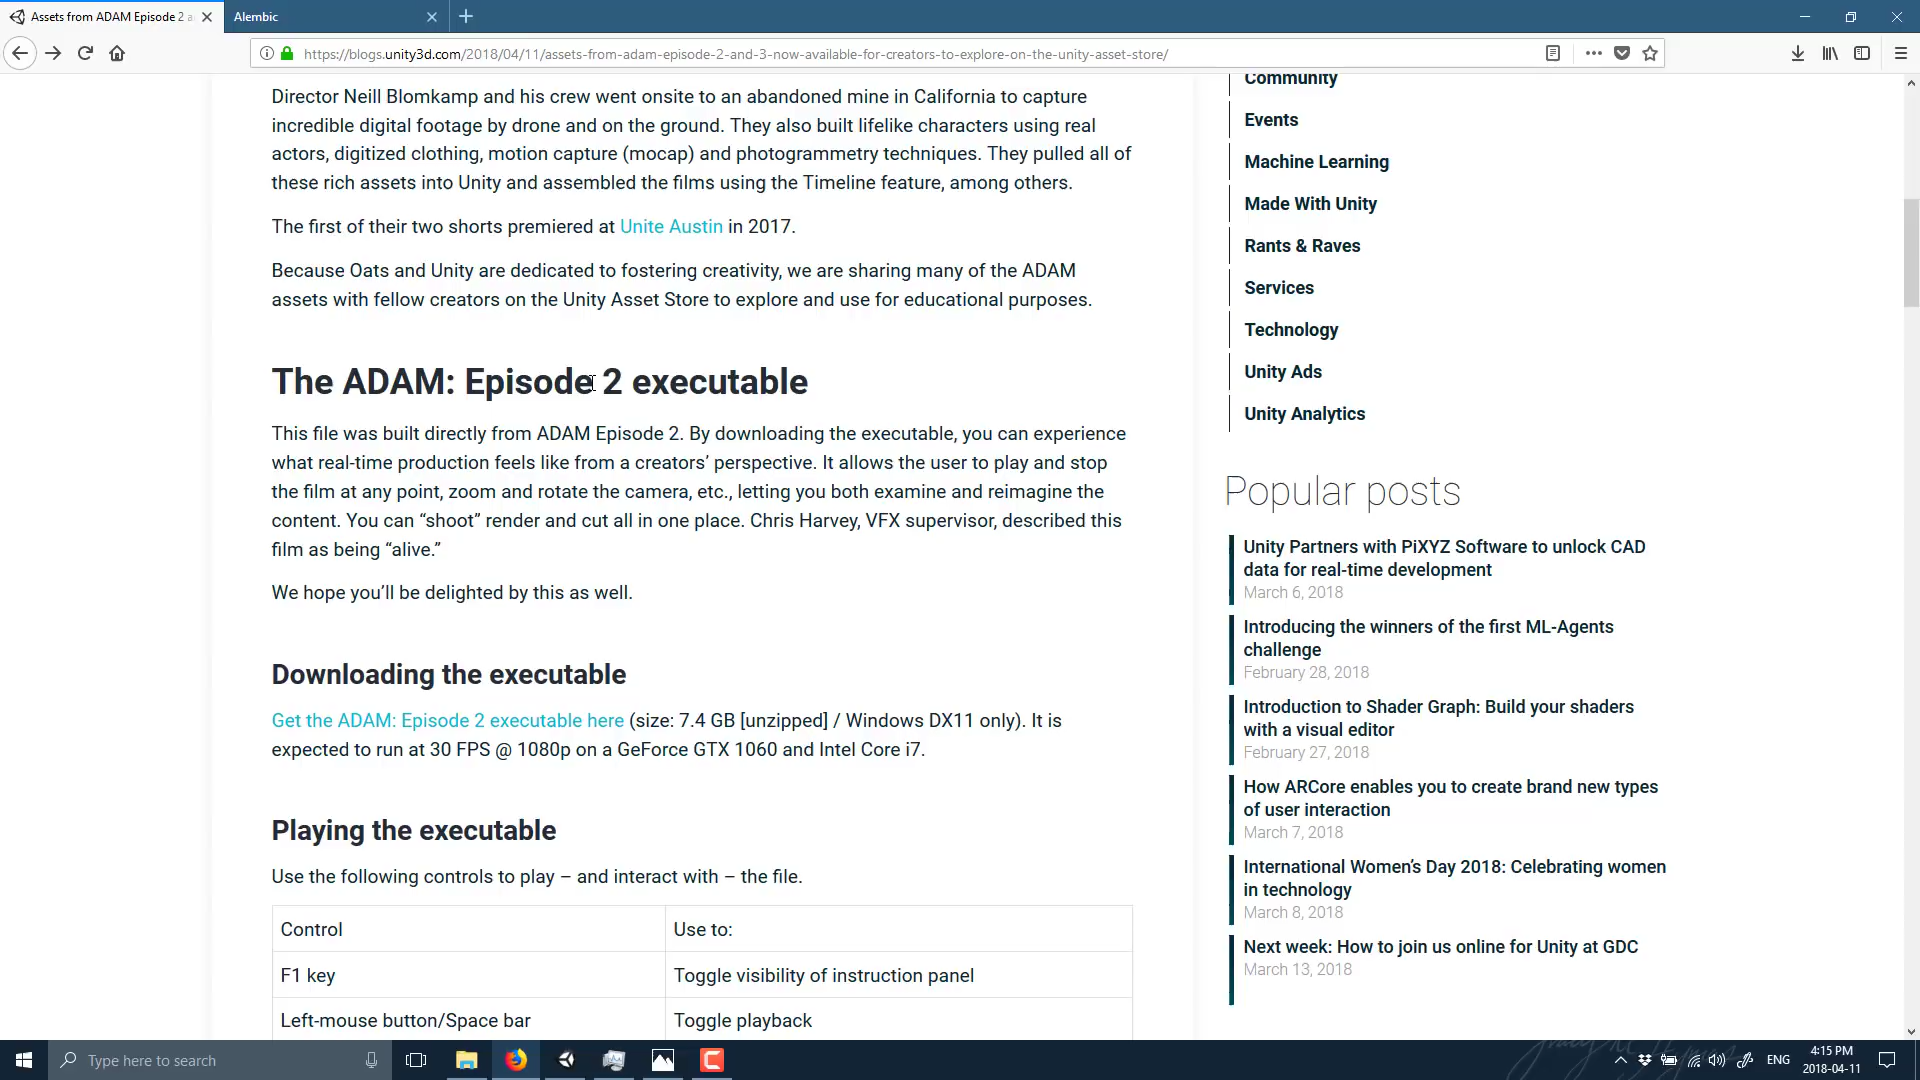 Assets from ADAM Episode 2 a
Alembic
https://blogs.unity3d.com/2018/04/11/assets-from-adam-episode-2-and-3-now-available-for-creators-to-explore-on-the-unity-asset-store/
Director Neill Blomkamp and his crew went onsite to an abandoned mine in California to capture
incredible digital footage by drone and on the ground. They also built lifelike characters using real
actors, digitized clothing, motion capture (mocap) and photogrammetry techniques. They pulled all of
these rich assets into Unity and assembled the films using the Timeline feature, among others.
The first of their two shorts premiered at Unite Austin in 2017.
Because Oats and Unity are dedicated to fostering creativity, we are sharing many of the ADAM
assets with fellow creators on the Unity Asset Store to explore and use for educational purposes.
The ADAM: Episode 2 executable
This file was built directly from ADAM Episode 2. By downloading the executable, you can experience
what real-time production feels like from a creators’ perspective. It allows the user to play and stop
the film at any point, zoom and rotate the camera, etc., letting you both examine and reimagine the
content. You can “shoot” render and cut all in one place. Chris Harvey, VFX supervisor, described this
film as being “alive.”
We hope you’ll be delighted by this as well.
Downloading the executable
Get the ADAM: Episode 2 executable here (size: 7.4 GB [unzipped] / Windows DX11 only). It is
expected to run at 30 FPS @ 1080p on a GeForce GTX 1060 and Intel Core i7.
Playing the executable
Use the following controls to play – and interact with – the file.
Control
Use to:
F1 key
Toggle visibility of instruction panel
Left-mouse button/Space bar
Toggle playback
Community
Events
Machine Learning
Made With Unity
Rants & Raves
Services
Technology
Unity Ads
Unity Analytics
Popular posts
Unity Partners with PiXYZ Software to unlock CAD
data for real-time development
March 6, 2018
Introducing the winners of the first ML-Agents
challenge
February 28, 2018
Introduction to Shader Graph: Build your shaders
with a visual editor
February 27, 2018
How ARCore enables you to create brand new types
of user interaction
March 7, 2018
International Women’s Day 2018: Celebrating women
in technology
March 8, 2018
Next week: How to join us online for Unity at GDC
March 13, 2018
Type here to search
ENG
4:15 PM
2018-04-11